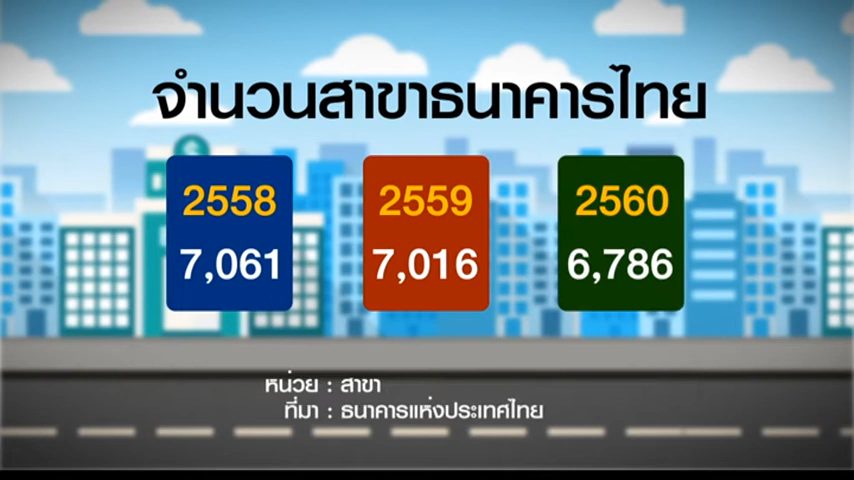 จำนวนสาขาธนาคารไทย
2558 2559 2560
7,061 7,016 6,786
หน่วย : สาขา
ที่มา : ธนาคารแห่งประเทศไทย